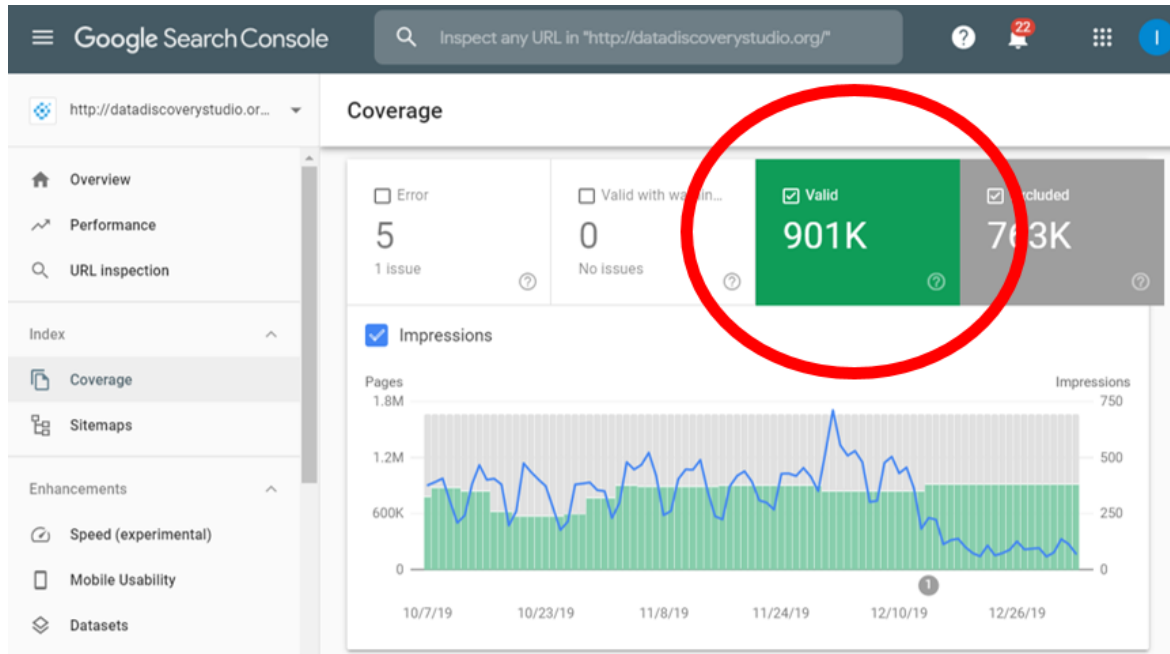 Google Search Console
Inspect any URL in "http://datadiscoverystudio.org/"
?
22
I
http://datadiscoverystudio.or...
Coverage
Overview
Performance
URL inspection
Index
Coverage
Sitemaps
Enhancements
Speed (experimental)
Mobile Usability
Datasets
Error
5
1 issue
?
Valid with
0
No issues
?
Valid
901K
?
763K
?
Impressions
Pages
Impressions
1.8M
750
1.2M
500
600K
250
0
0
1
10/7/19
10/23/19
11/8/19
11/24/19
12/10/19
12/26/19